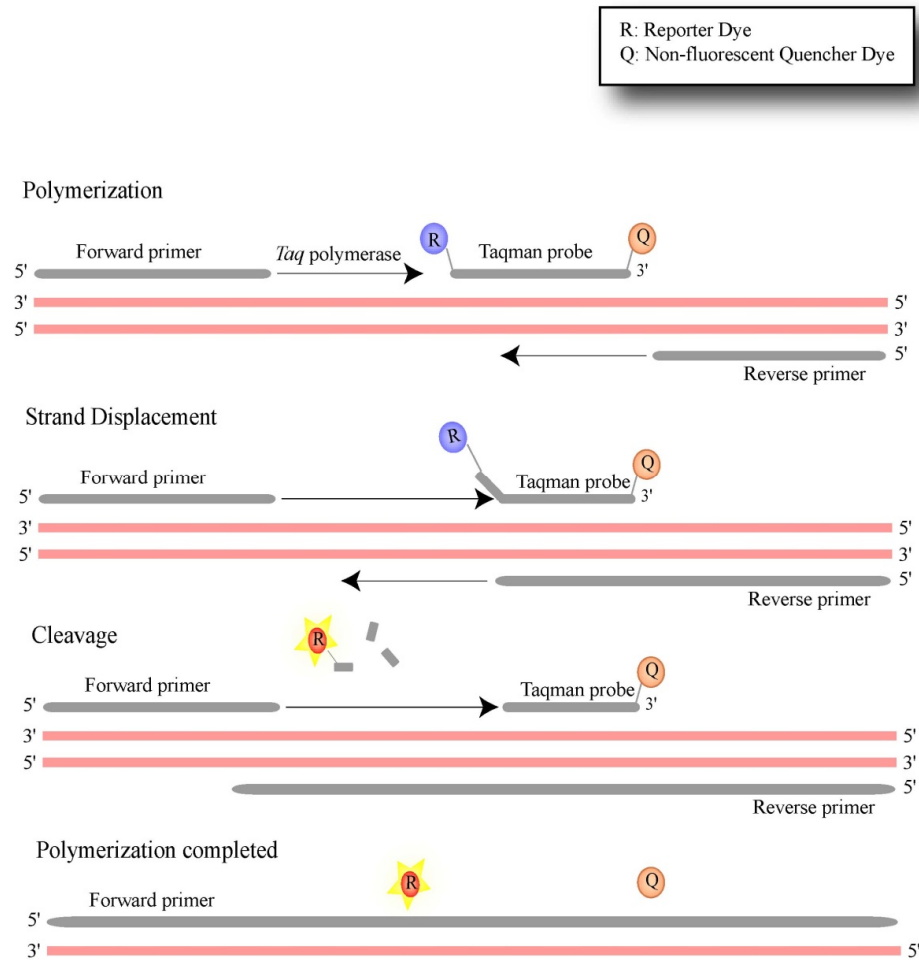 R: Reporter Dye
Q: Non-fluorescent Quencher Dye
Polymerization
R
Q
Forward primer
Taq polymerase
Taqman probe
5'
3'
3'
5'
5'
3'
5'
Reverse primer
Strand Displacement
R
Q
Forward primer
Taqman probe
5'
3'
3'
5'
5'
3'
5'
Reverse primer
Cleavage
R
Q
Forward primer
Taqman probe
5'
3'
3'
5'
5'
3'
5'
Reverse primer
Polymerization completed
R
Q
Forward primer
5'
3'
5'